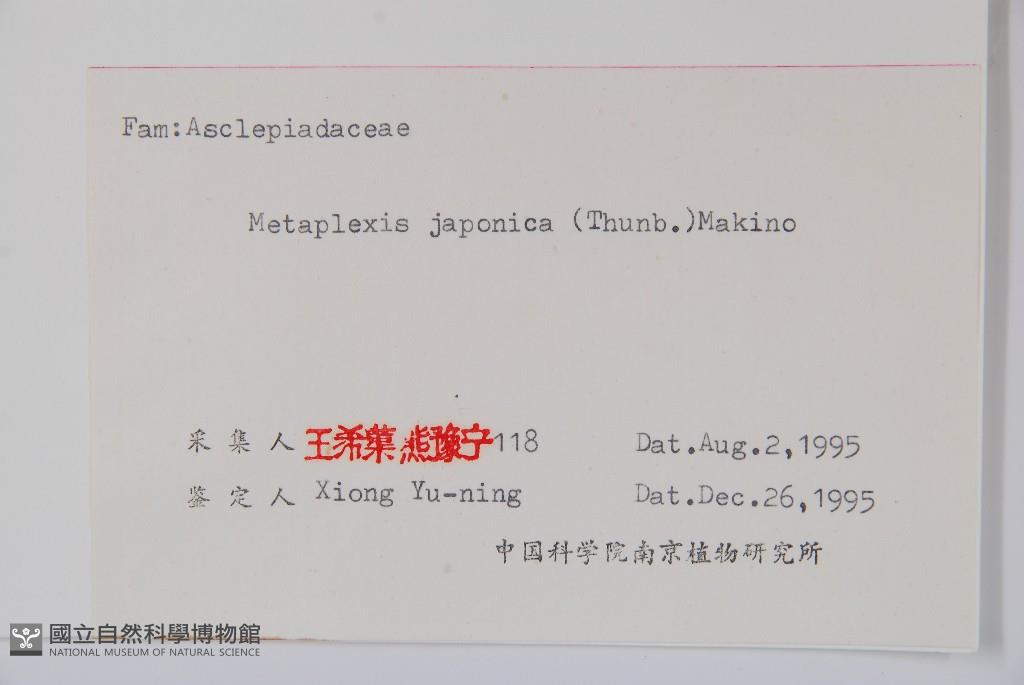 Fam:Asclepiadaceae
Metaplexis japonica (Thunb.)Makino
采集人 王希蕖 熊豫宁 118 Dat.Aug.2,1995
鉴定人 Xiong Yu-ning Dat.Dec.26,1995
中国科学院南京植物研究所
國立自然科學博物館
NATIONAL MUSEUM OF NATURAL SCIENCE